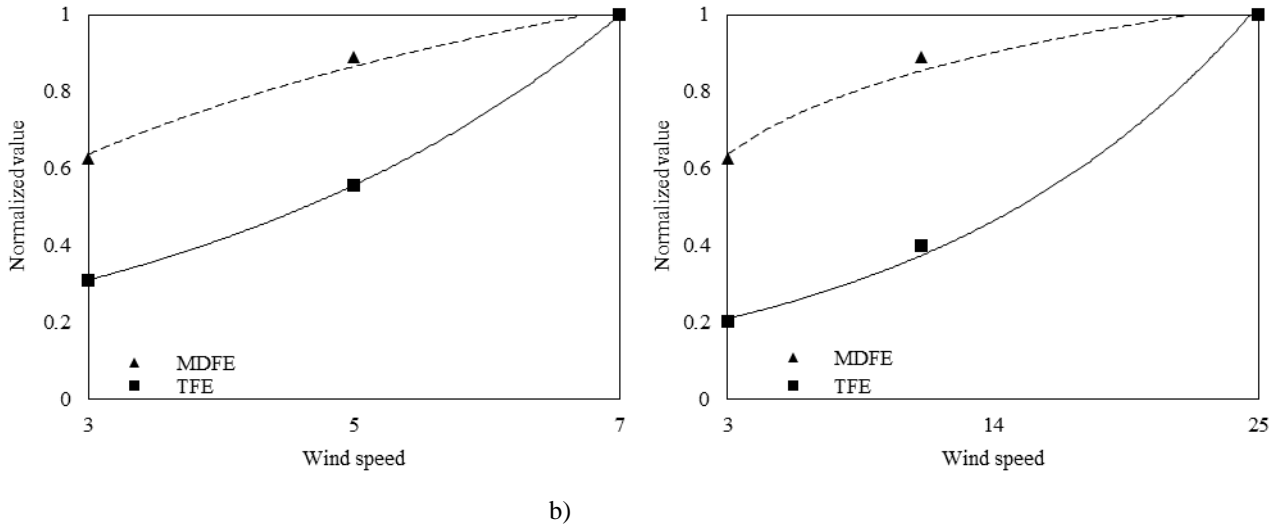 1
0.8
0.6
0.4
0.2
0
Normalized value
MDFE
TFE
3
5
7
Wind speed
1
0.8
0.6
0.4
0.2
0
Normalized value
MDFE
TFE
3
14
25
Wind speed
b)